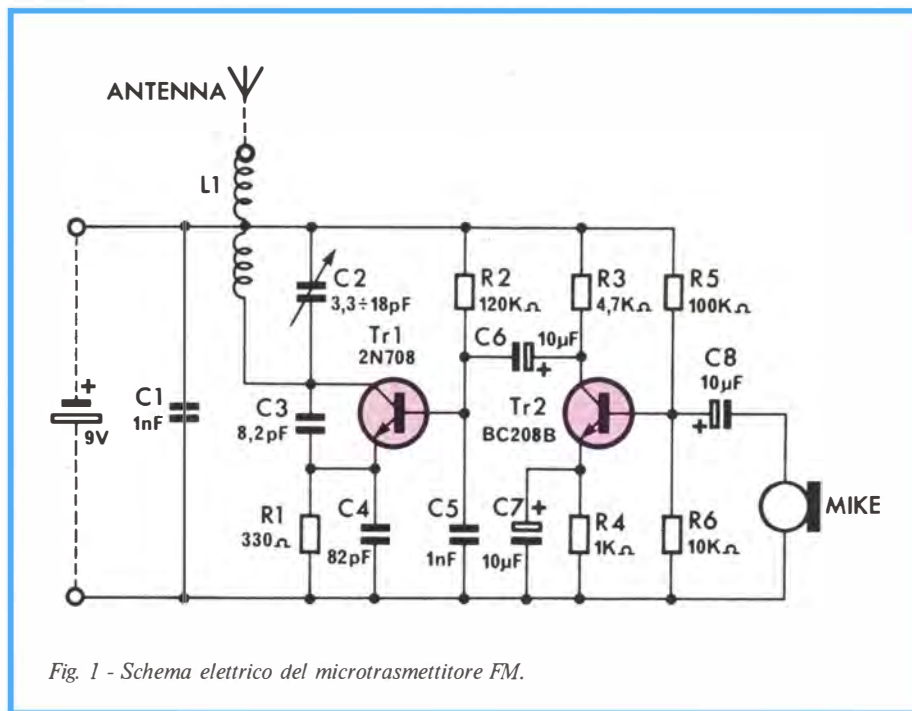 ANTENNA
L1
C2
3,3÷18pF
Tr1
2N708
R2
120KΩ
R3
4,7KΩ
R5
100KΩ
C6
10µF
+
C8
10µF
+
+
9V
C1
1nF
C3
8,2pF
Tr2
BC208B
R1
330Ω
C4
82pF
C5
1nF
C7
+
10µF
R4
1KΩ
R6
10KΩ
MIKE
Fig. 1 - Schema elettrico del microtrasmettitore FM.